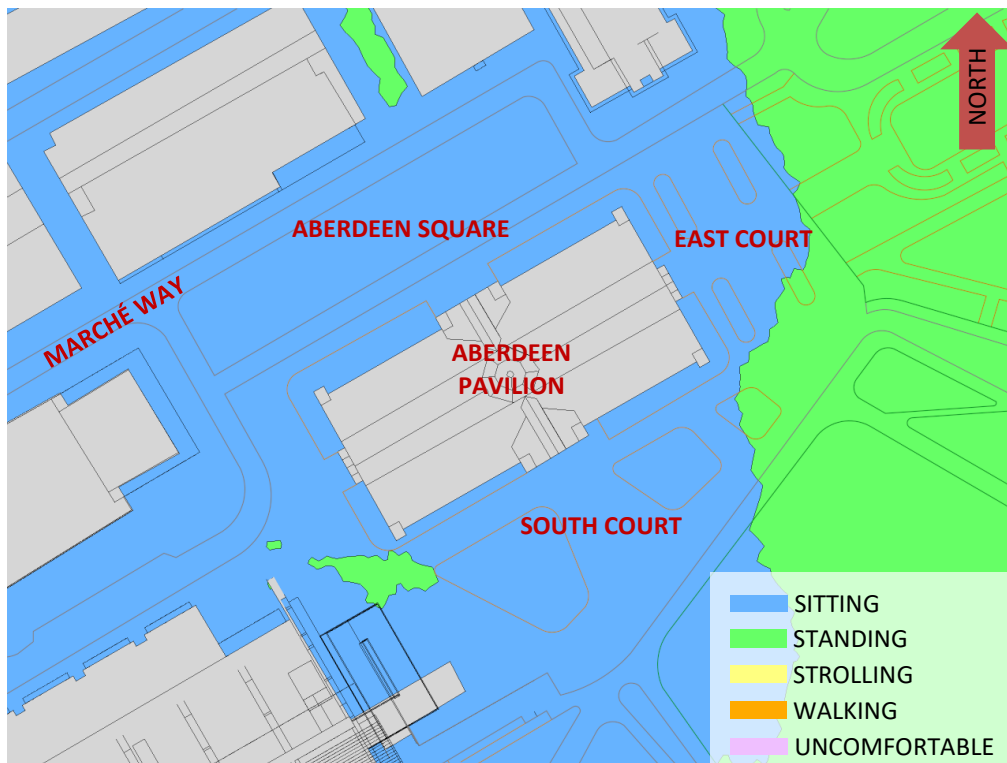 NORTH
ABERDEEN SQUARE
EAST COURT
MARCHÉ WAY
ABERDEEN
PAVILION
SOUTH COURT
SITTING
STANDING
STROLLING
WALKING
UNCOMFORTABLE